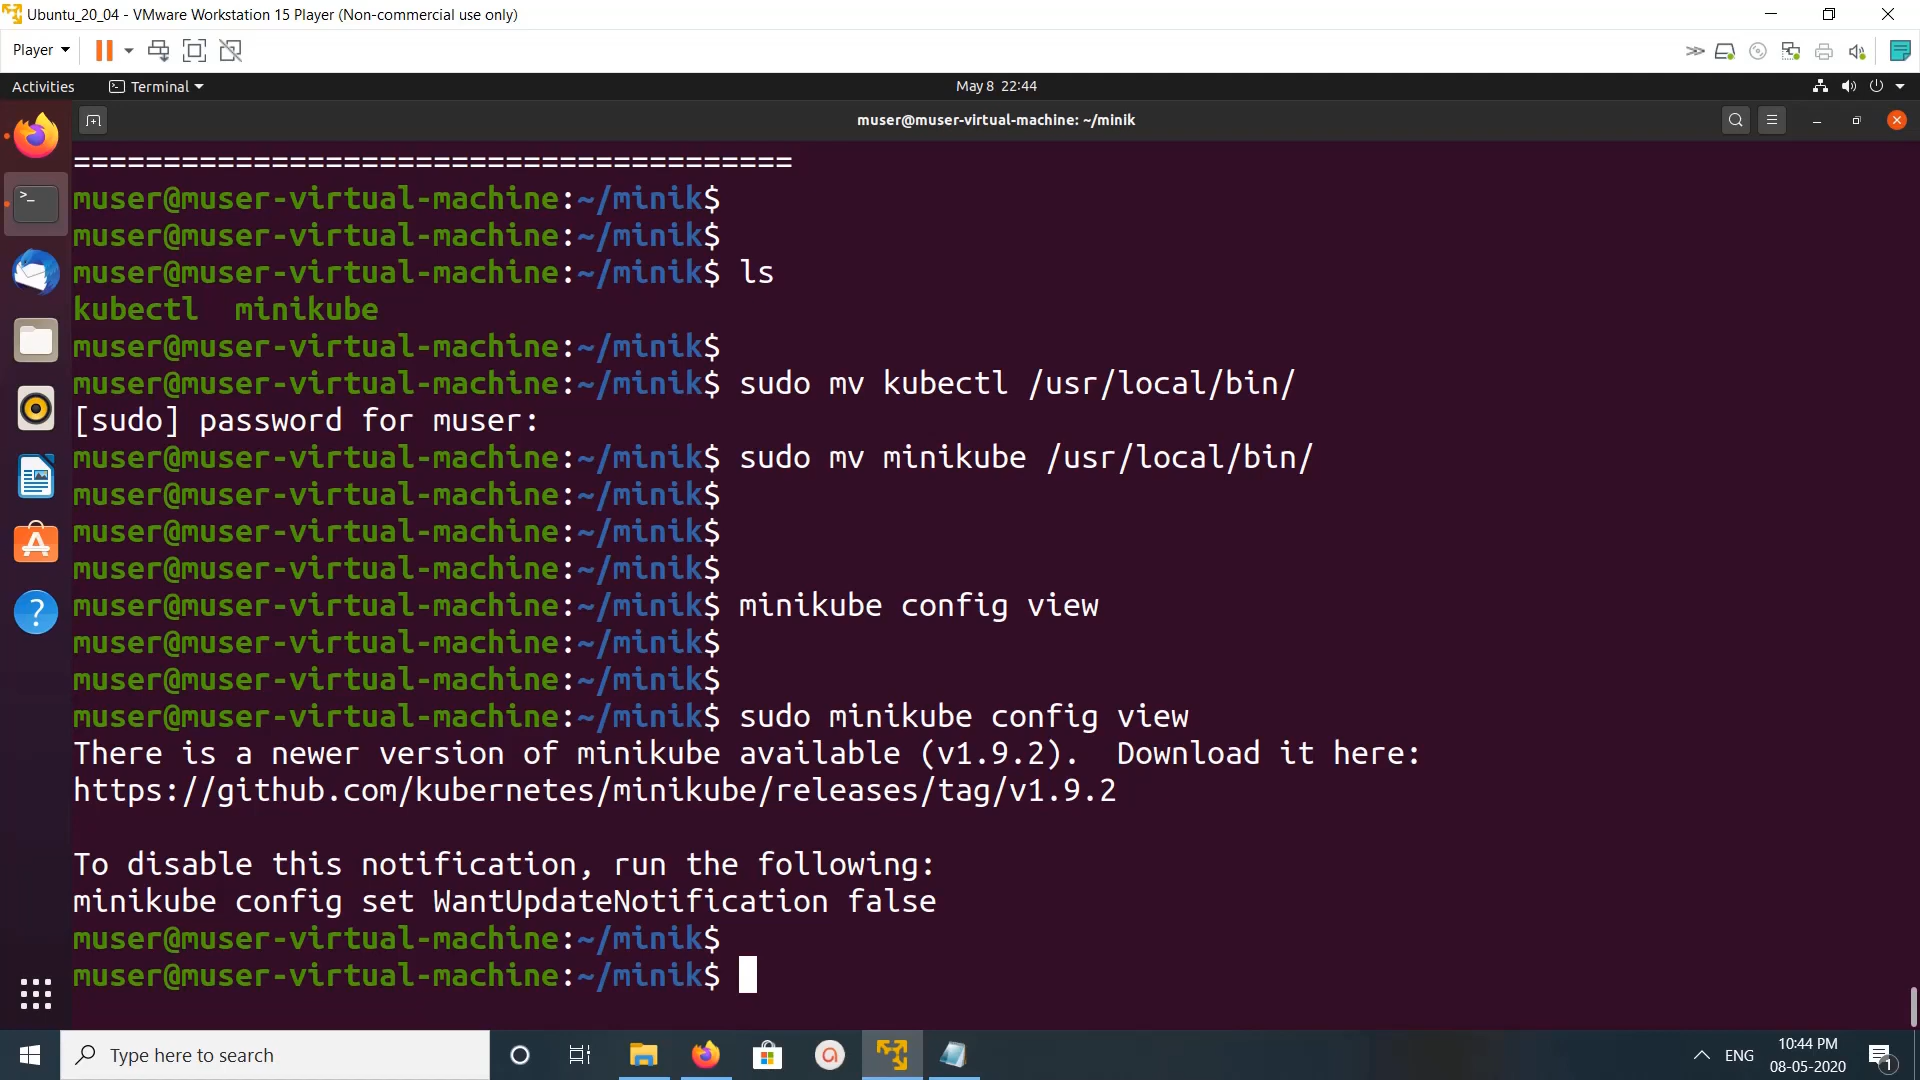 Ubuntu_20_04 - VMware Workstation 15 Player (Non-commercial use only)
Player
Activities Terminal May 8 22:44
muser@muser-virtual-machine: ~/minik
========================================
muser@muser-virtual-machine:~/minik$
muser@muser-virtual-machine:~/minik$
muser@muser-virtual-machine:~/minik$ ls
kubectl  minikube
muser@muser-virtual-machine:~/minik$
muser@muser-virtual-machine:~/minik$ sudo mv kubectl /usr/local/bin/
[sudo] password for muser:
muser@muser-virtual-machine:~/minik$ sudo mv minikube /usr/local/bin/
muser@muser-virtual-machine:~/minik$
muser@muser-virtual-machine:~/minik$
muser@muser-virtual-machine:~/minik$
muser@muser-virtual-machine:~/minik$ minikube config view
muser@muser-virtual-machine:~/minik$
muser@muser-virtual-machine:~/minik$
muser@muser-virtual-machine:~/minik$ sudo minikube config view
There is a newer version of minikube available (v1.9.2).  Download it here:
https://github.com/kubernetes/minikube/releases/tag/v1.9.2

To disable this notification, run the following:
minikube config set WantUpdateNotification false
muser@muser-virtual-machine:~/minik$
muser@muser-virtual-machine:~/minik$
Type here to search
ENG
10:44 PM
08-05-2020
1